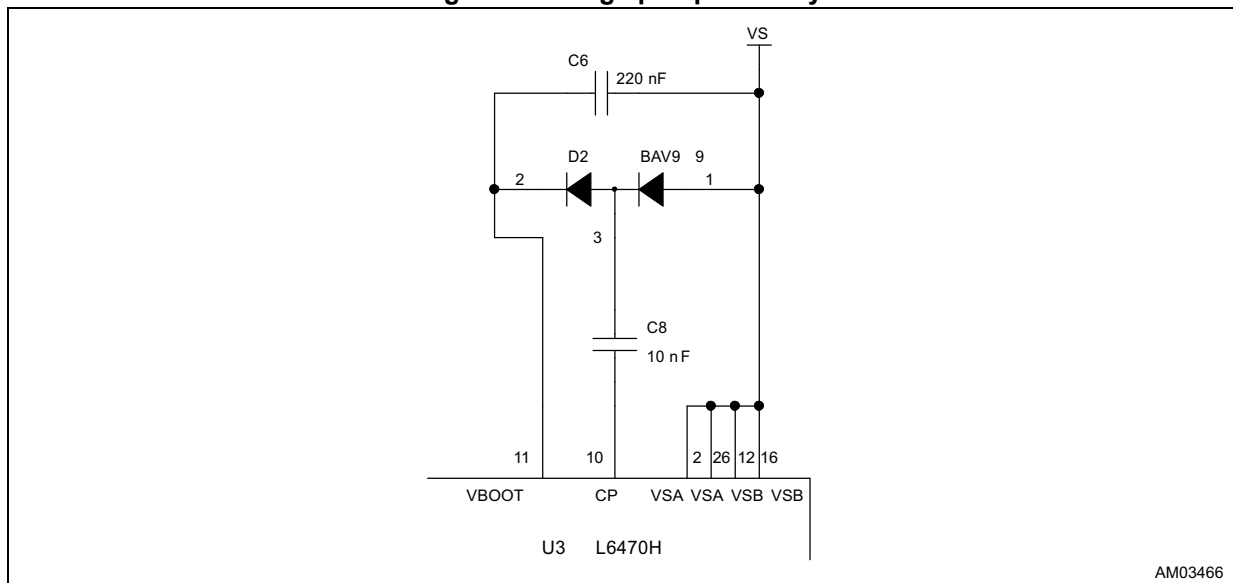 VS
C6
220 nF
D2 BAV9 9
2 1
3
C8
10 nF
11 10 2 26 12 16
VBOOT CP VSA VSA VSB VSB
U3 L6470H
AM03466